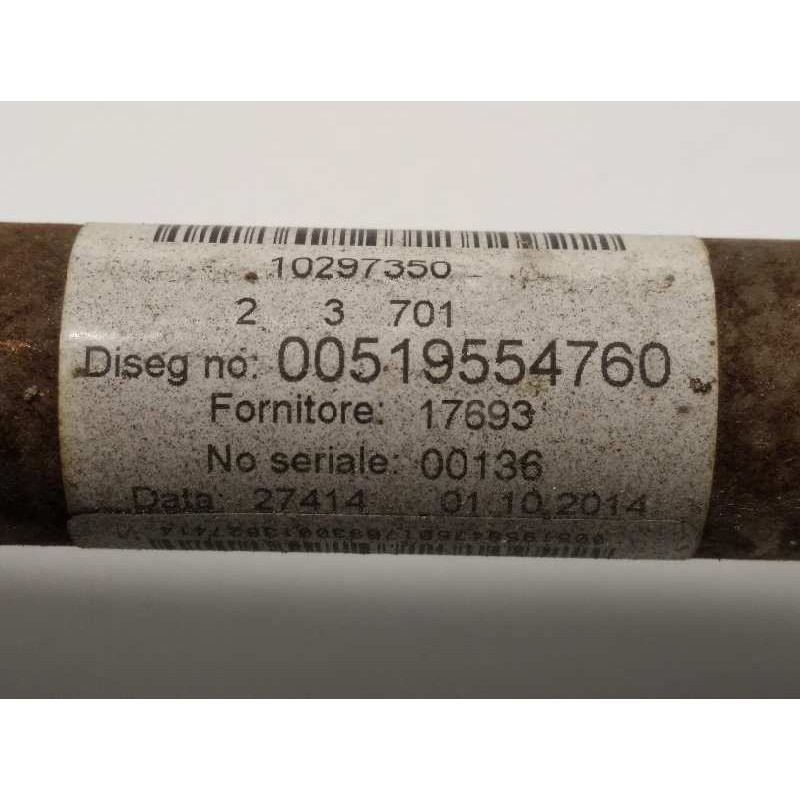 10297350
2 3 701
Diseg no: 00519554760
Fornitore: 17693
No seriale: 00136
Data: 27414 01.10.2014